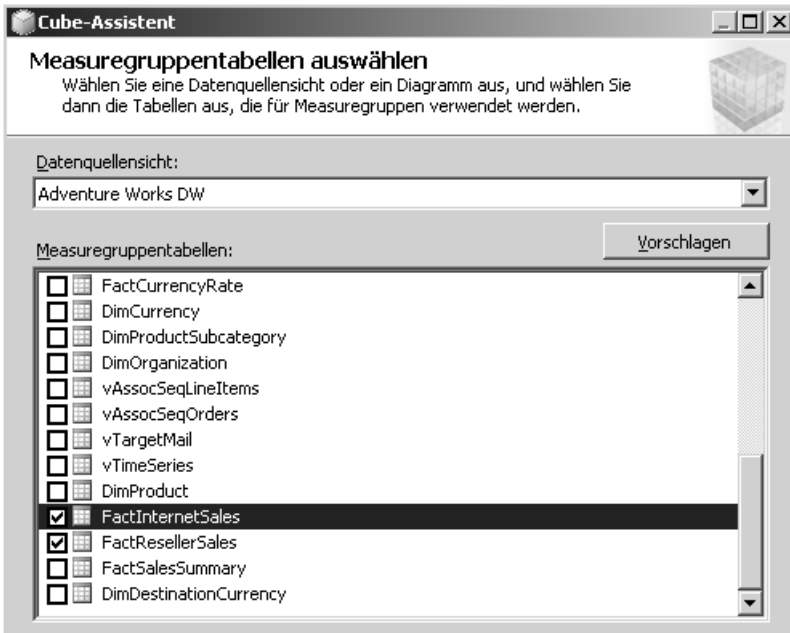 Cube-Assistent
Measuregruppentabellen auswählen
Wählen Sie eine Datenquellensicht oder ein Diagramm aus, und wählen Sie
dann die Tabellen aus, die für Measuregruppen verwendet werden.
Datenquellensicht:
Adventure Works DW
Measuregruppentabellen:
Vorschlagen
FactCurrencyRate
DimCurrency
DimProductSubcategory
DimOrganization
vAssocSeqLineItems
vAssocSeqOrders
vTargetMail
vTimeSeries
DimProduct
FactInternetSales
FactResellerSales
FactSalesSummary
DimDestinationCurrency